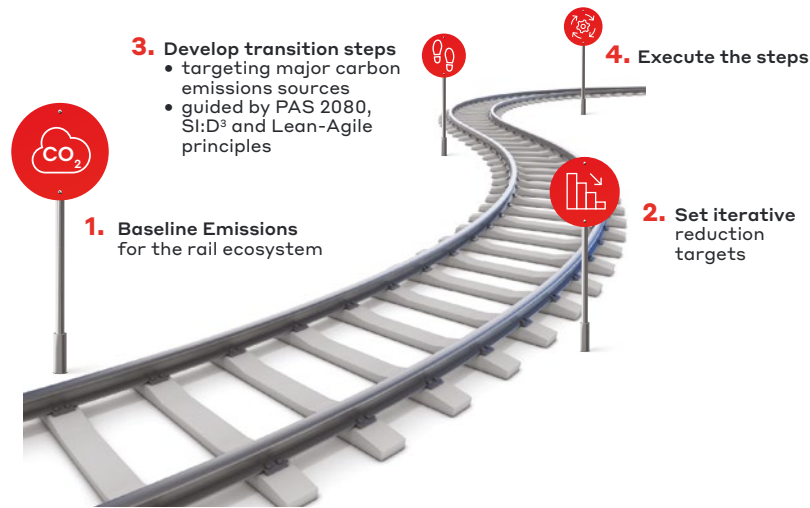 CO₂
1. Baseline Emissions
for the rail ecosystem
2. Set iterative
reduction
targets
3. Develop transition steps
• targeting major carbon
emissions sources
• guided by PAS 2080,
SI:D³ and Lean-Agile
principles
4. Execute the steps